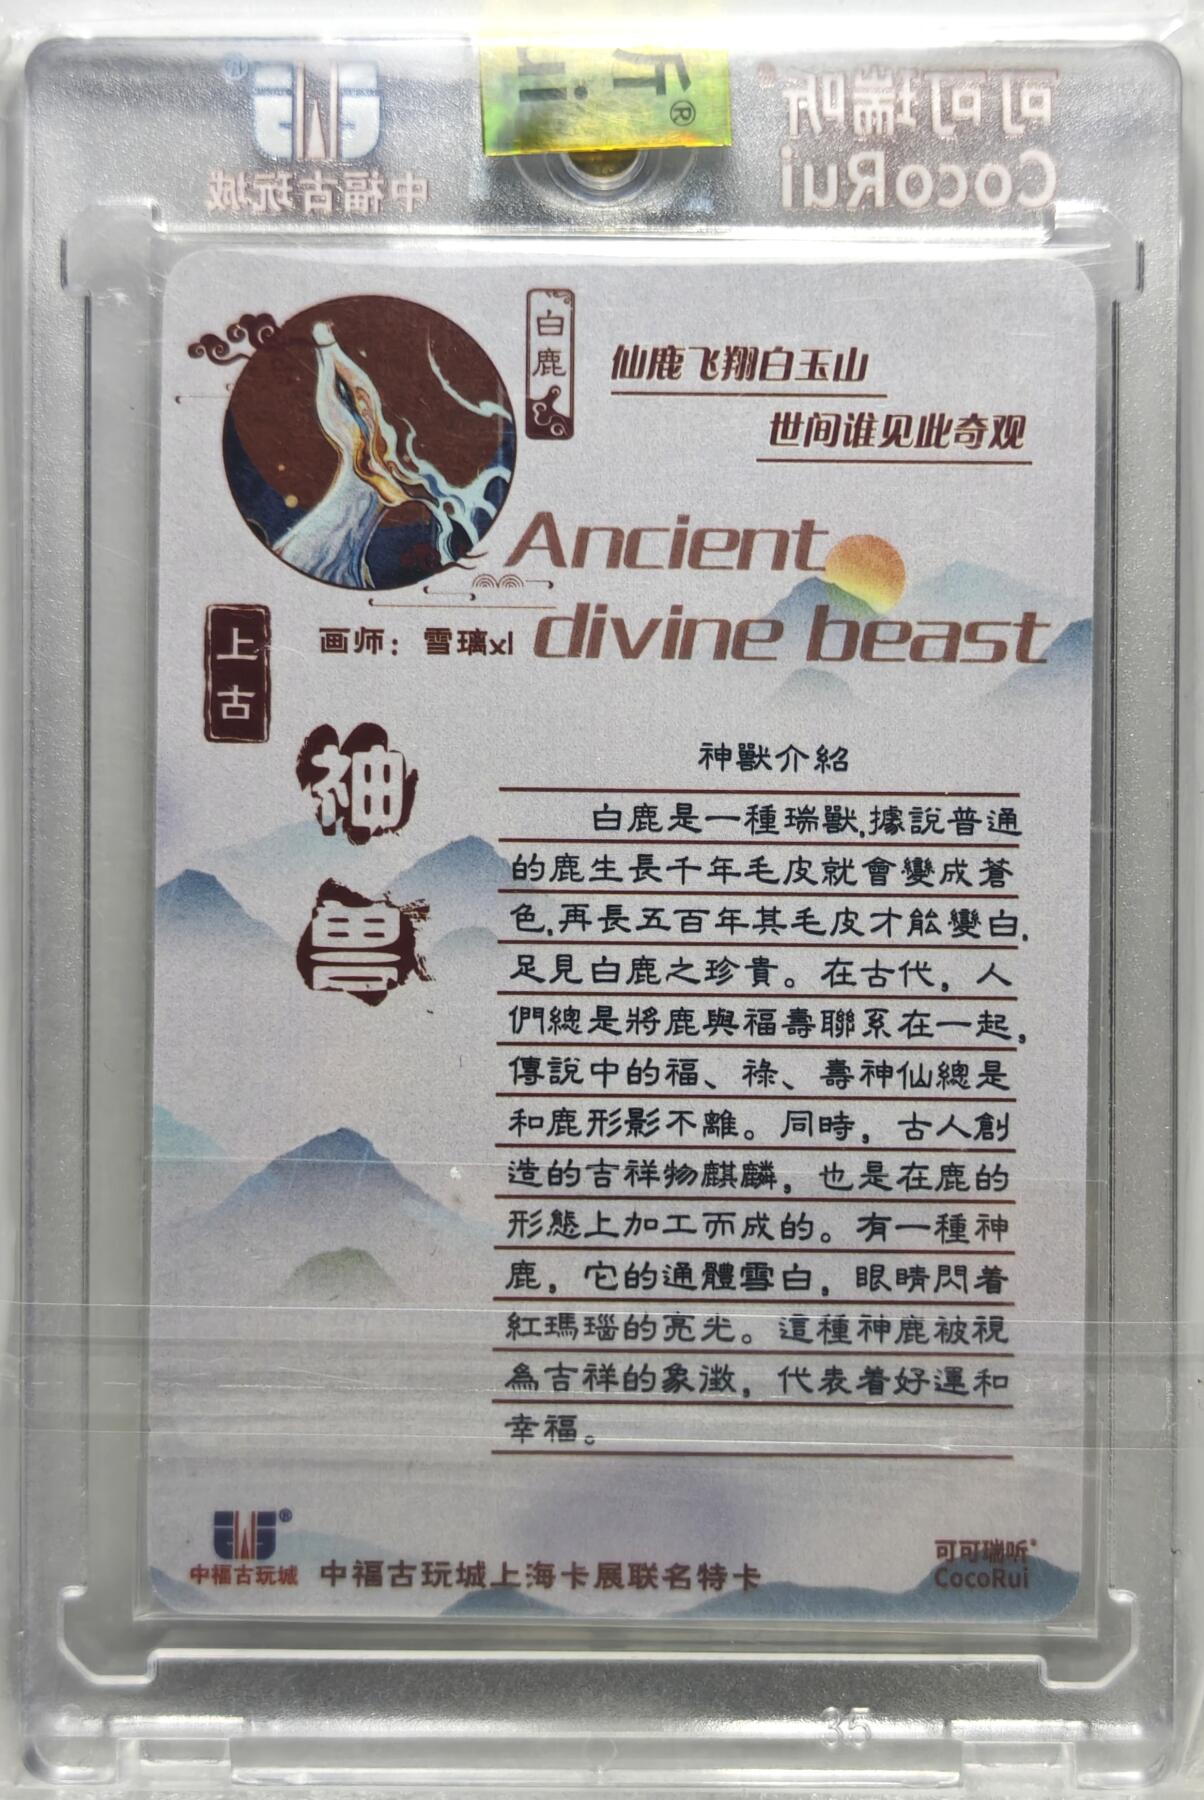 中福古玩城
听
®
可可瑞听
CocoRui
白鹿
仙鹿飞翔白玉山
世间谁见此奇观
Ancient
divine beast
上古
画师：雪璃xl
神兽
神獸介紹
白鹿是一種瑞獸,據說普通
的鹿生長千年毛皮就會變成蒼
色,再長五百年其毛皮才能變白,
足見白鹿之珍貴。在古代，人
們總是將鹿與福壽聯系在一起，
傳說中的福、祿、壽神仙總是
和鹿形影不離。同時，古人創
造的吉祥物麒麟，也是在鹿的
形態上加工而成的。有一種神
鹿，它的通體雪白，眼睛閃着
紅瑪瑙的亮光。這種神鹿被視
為吉祥的象徵，代表着好運和
幸福。
®
中福古玩城
中福古玩城上海卡展联名特卡
可可瑞听
CocoRui
35